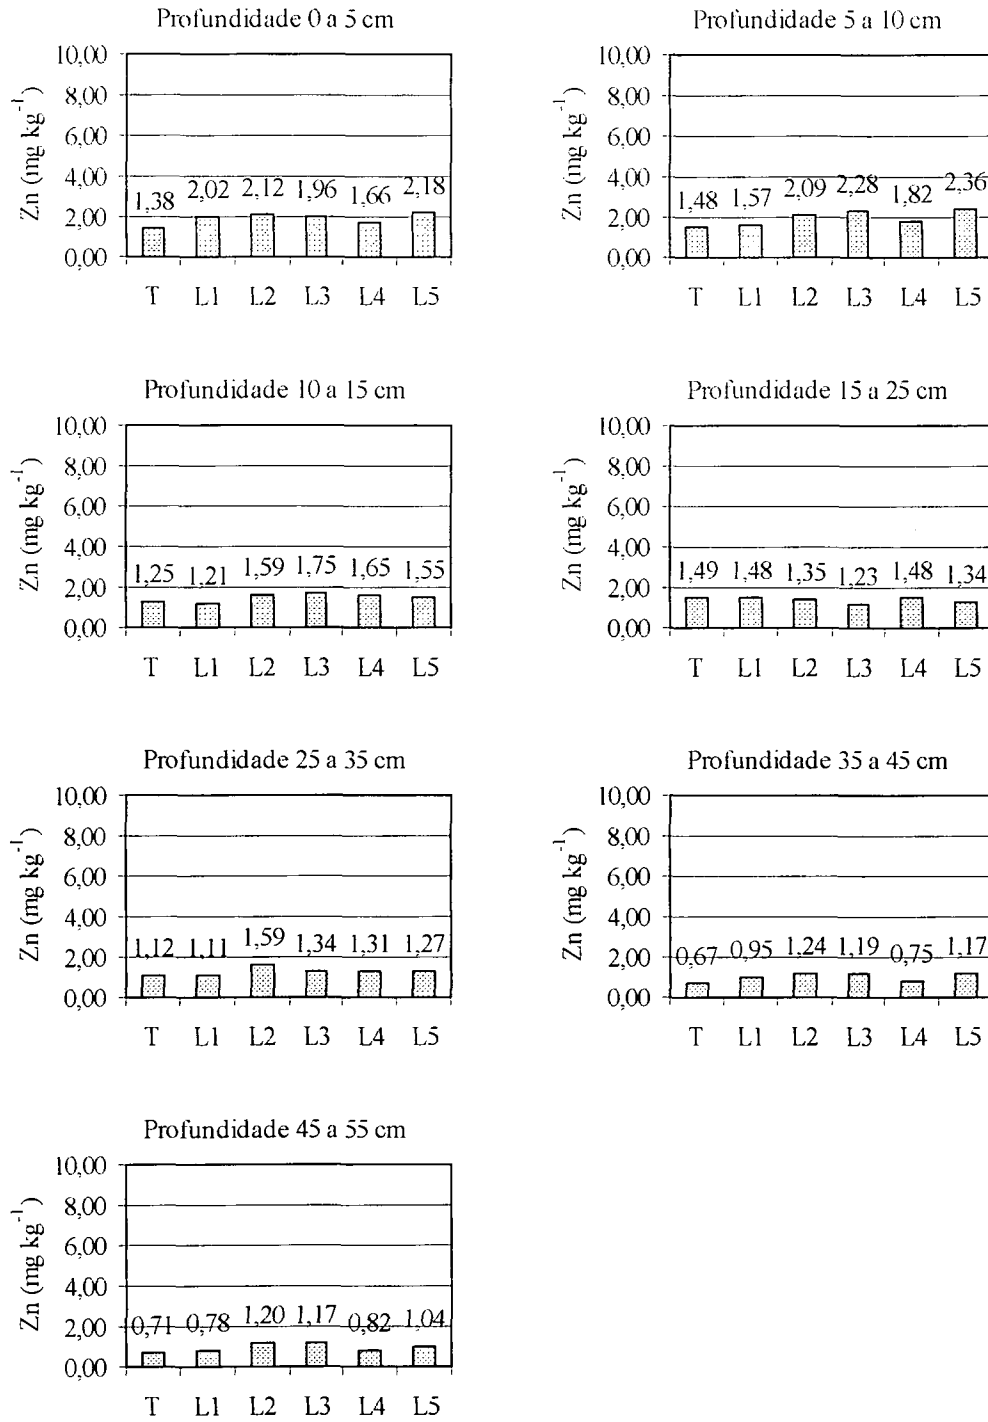 Profundidade 0 a 5 cm
Zn (mg kg⁻¹)
10,00
8,00
6,00
4,00
2,00
0,00
1,38 2,02 2,12 1,96 1,66 2,18
T L1 L2 L3 L4 L5
Profundidade 5 a 10 cm
Zn (mg kg⁻¹)
10,00
8,00
6,00
4,00
2,00
0,00
1,48 1,57 2,09 2,28 1,82 2,36
T L1 L2 L3 L4 L5
Profundidade 10 a 15 cm
Zn (mg kg⁻¹)
10,00
8,00
6,00
4,00
2,00
0,00
1,25 1,21 1,59 1,75 1,65 1,55
T L1 L2 L3 L4 L5
Profundidade 15 a 25 cm
Zn (mg kg⁻¹)
10,00
8,00
6,00
4,00
2,00
0,00
1,49 1,48 1,35 1,23 1,48 1,34
T L1 L2 L3 L4 L5
Profundidade 25 a 35 cm
Zn (mg kg⁻¹)
10,00
8,00
6,00
4,00
2,00
0,00
1,12 1,11 1,59 1,34 1,31 1,27
T L1 L2 L3 L4 L5
Profundidade 35 a 45 cm
Zn (mg kg⁻¹)
10,00
8,00
6,00
4,00
2,00
0,00
0,67 0,95 1,24 1,19 0,75 1,17
T L1 L2 L3 L4 L5
Profundidade 45 a 55 cm
Zn (mg kg⁻¹)
10,00
8,00
6,00
4,00
2,00
0,00
0,71 0,78 1,20 1,17 0,82 1,04
T L1 L2 L3 L4 L5